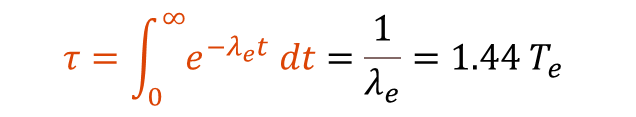 τ = ∫₀^∞ e^{−λₑt} dt = 1/λₑ = 1.44 Tₑ